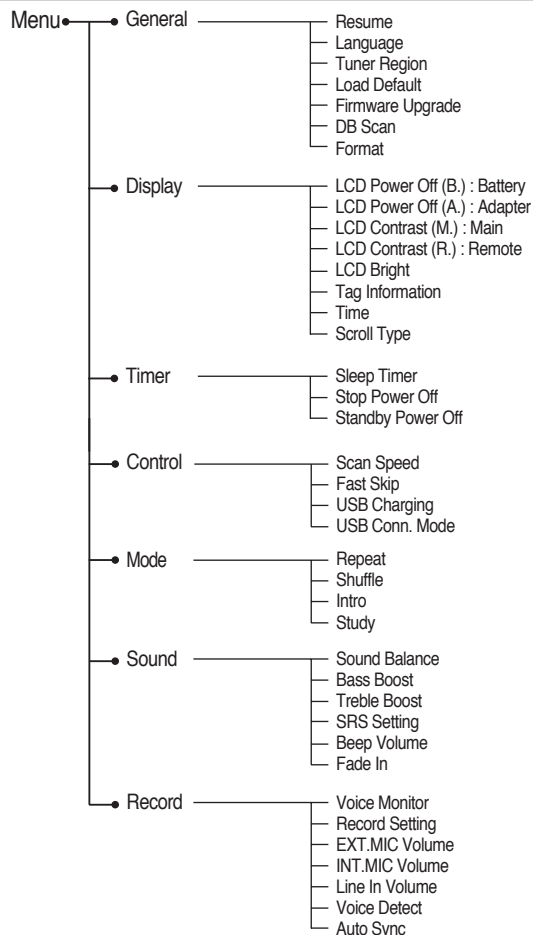 Menu
General
Resume
Language
Tuner Region
Load Default
Firmware Upgrade
DB Scan
Format
Display
LCD Power Off (B.) : Battery
LCD Power Off (A.) : Adapter
LCD Contrast (M.) : Main
LCD Contrast (R.) : Remote
LCD Bright
Tag Information
Time
Scroll Type
Timer
Sleep Timer
Stop Power Off
Standby Power Off
Control
Scan Speed
Fast Skip
USB Charging
USB Conn. Mode
Mode
Repeat
Shuffle
Intro
Study
Sound
Sound Balance
Bass Boost
Treble Boost
SRS Setting
Beep Volume
Fade In
Record
Voice Monitor
Record Setting
EXT.MIC Volume
INT.MIC Volume
Line In Volume
Voice Detect
Auto Sync